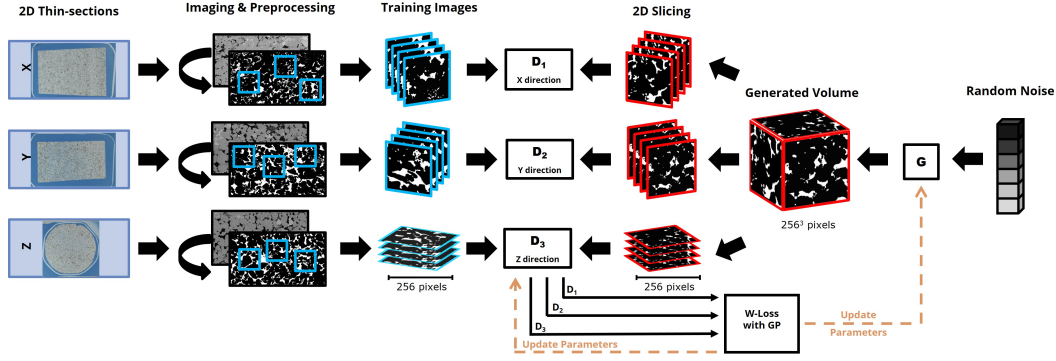 2D Thin-sections
Imaging & Preprocessing
Training Images
2D Slicing
Generated Volume
Random Noise
X
D1
X direction
Y
D2
Y direction
G
Z
D3
Z direction
256³ pixels
256 pixels
256 pixels
D1
D2
D3
W-Loss
with GP
Update
Parameters
Update Parameters